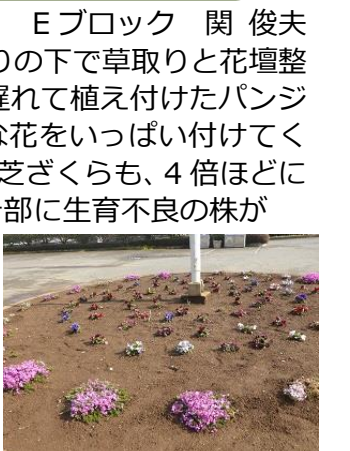 Eブロック 関 俊夫
りの下で草取りと花壇整
遅れて植え付けたパンジ
な花をいっぱい付けてく
芝ざくらも、4倍ほどに
部に生育不良の株が